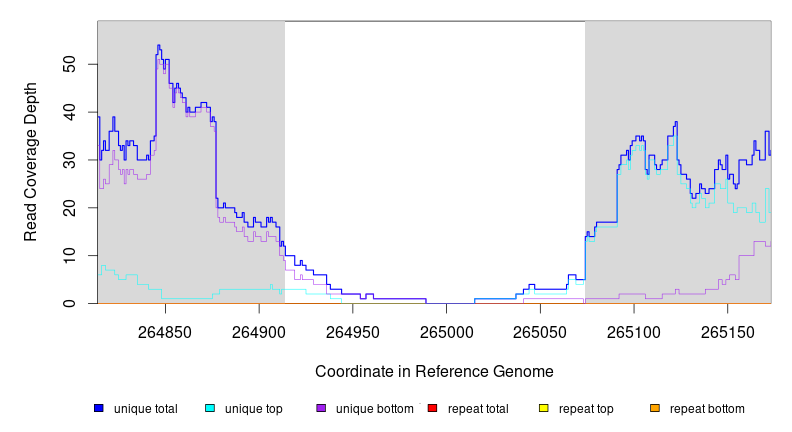 50
40
30
20
10
0
Read Coverage Depth
264850 264900 264950 265000 265050 265100 265150
Coordinate in Reference Genome
unique total unique top unique bottom repeat total repeat top repeat bottom